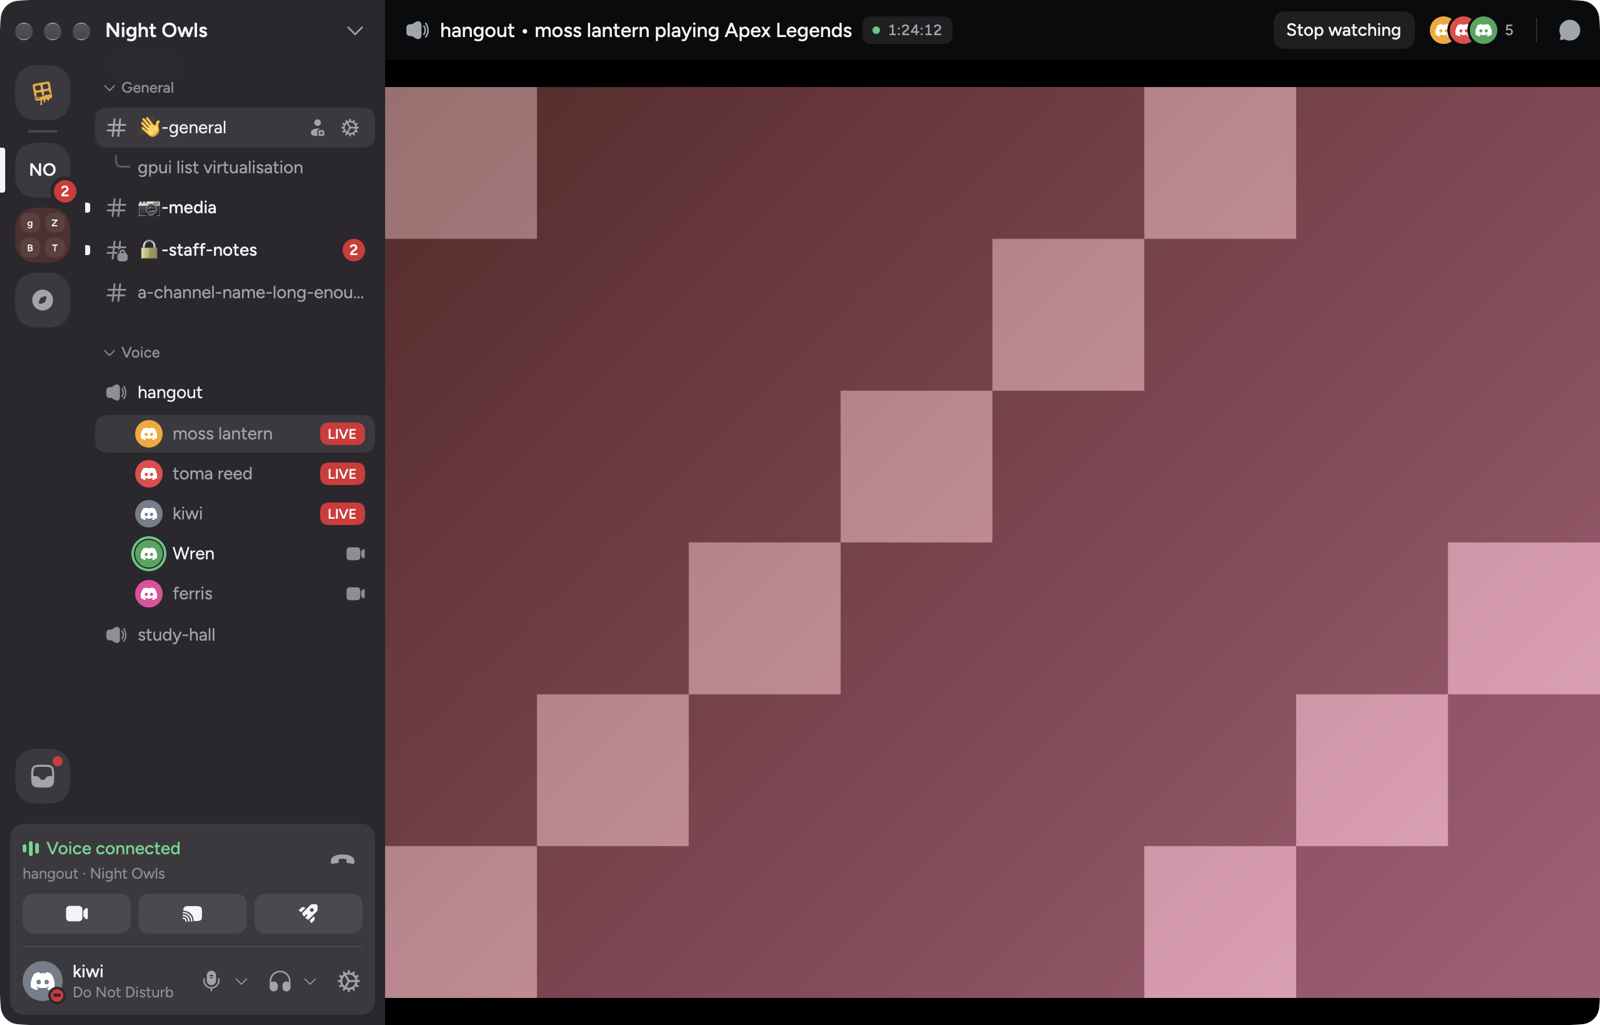 Night Owls
hangout • moss lantern playing Apex Legends
1:24:12
Stop watching
5
General
NO
2
g Z
B T
👋-general
gpui list virtualisation
📷-media
🔒-staff-notes
2
a-channel-name-long-enou...
Voice
hangout
moss lantern LIVE
toma reed LIVE
kiwi LIVE
Wren
ferris
study-hall
Voice connected
hangout · Night Owls
kiwi
Do Not Disturb